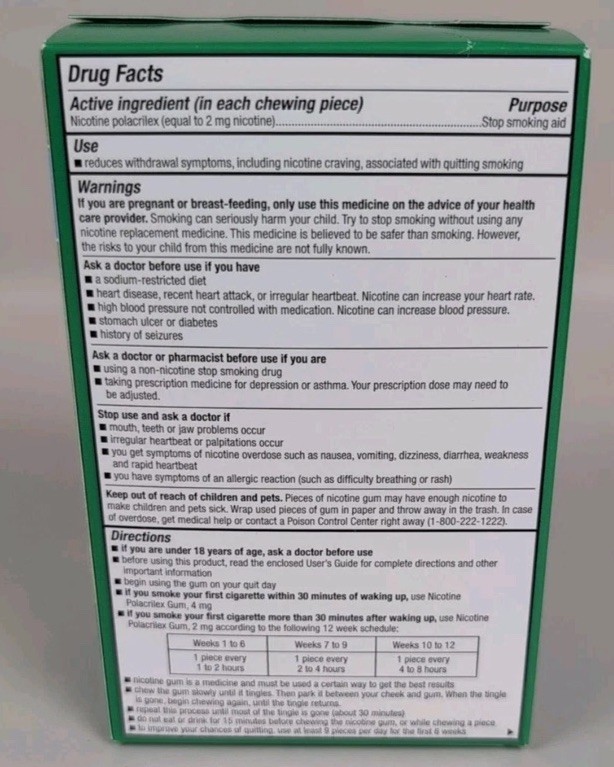 Drug Facts
Active ingredient (in each chewing piece) Purpose
Nicotine polacrilex (equal to 2 mg nicotine)..........Stop smoking aid
Use
■ reduces withdrawal symptoms, including nicotine craving, associated with quitting smoking
Warnings
If you are pregnant or breast-feeding, only use this medicine on the advice of your health
care provider. Smoking can seriously harm your child. Try to stop smoking without using any
nicotine replacement medicine. This medicine is believed to be safer than smoking. However,
the risks to your child from this medicine are not fully known.
Ask a doctor before use if you have
■ a sodium-restricted diet
■ heart disease, recent heart attack, or irregular heartbeat. Nicotine can increase your heart rate.
■ high blood pressure not controlled with medication. Nicotine can increase blood pressure.
■ stomach ulcer or diabetes
■ history of seizures
Ask a doctor or pharmacist before use if you are
■ using a non-nicotine stop smoking drug
■ taking prescription medicine for depression or asthma. Your prescription dose may need to
be adjusted.
Stop use and ask a doctor if
■ mouth, teeth or jaw problems occur
■ irregular heartbeat or palpitations occur
■ you get symptoms of nicotine overdose such as nausea, vomiting, dizziness, diarrhea, weakness
and rapid heartbeat
■ you have symptoms of an allergic reaction (such as difficulty breathing or rash)
Keep out of reach of children and pets. Pieces of nicotine gum may have enough nicotine to
make children and pets sick. Wrap used pieces of gum in paper and throw away in the trash. In case
of overdose, get medical help or contact a Poison Control Center right away (1-800-222-1222).
Directions
■ if you are under 18 years of age, ask a doctor before use
■ before using this product, read the enclosed User's Guide for complete directions and other
important information
■ begin using the gum on your quit day
■ if you smoke your first cigarette within 30 minutes of waking up, use Nicotine
Polacrilex Gum, 4 mg
■ if you smoke your first cigarette more than 30 minutes after waking up, use Nicotine
Polacrilex Gum, 2 mg according to the following 12 week schedule:
Weeks 1 to 6 Weeks 7 to 9 Weeks 10 to 12
1 piece every 1 piece every 1 piece every
1 to 2 hours 2 to 4 hours 4 to 8 hours
■ nicotine gum is a medicine and must be used a certain way to get the best results
■ chew the gum slowly until it tingles. Then park it between your cheek and gum. When the tingle
is gone, begin chewing again, until the tingle returns.
■ repeat this process until most of the tingle is gone (about 30 minutes)
■ do not eat or drink for 15 minutes before chewing the nicotine gum, or while chewing a piece
■ to improve your chances of quitting, use at least 9 pieces per day for the first 6 weeks